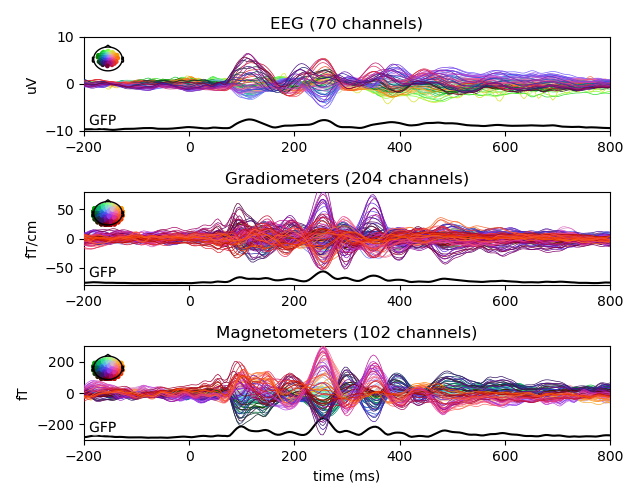 EEG (70 channels)
10
0
−10
uV
GFP
−200 0 200 400 600 800
Gradiometers (204 channels)
50
0
−50
fT/cm
GFP
−200 0 200 400 600 800
Magnetometers (102 channels)
200
0
−200
fT
GFP
−200 0 200 400 600 800
time (ms)